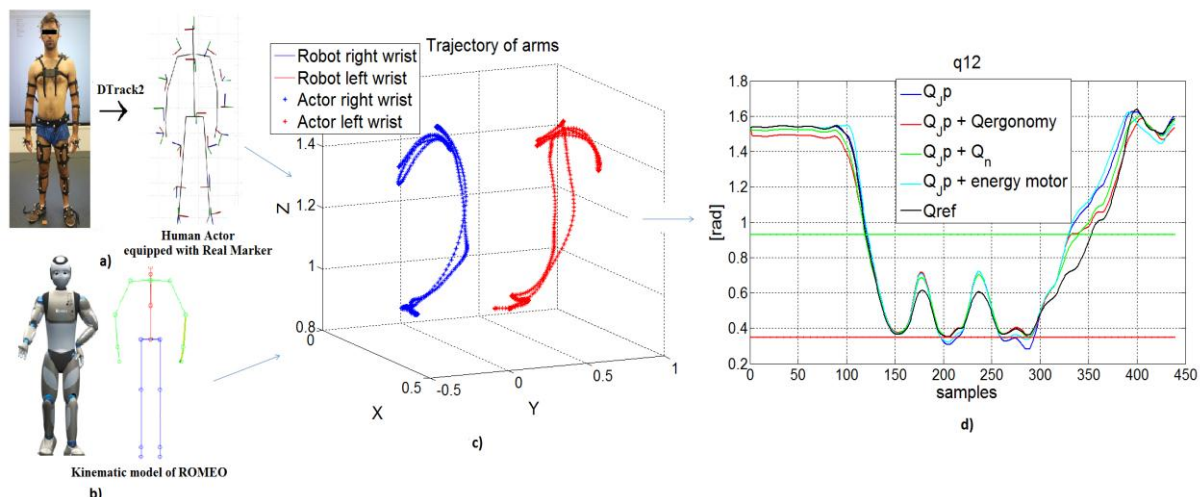 DTrack2
Human Actor
equipped with Real Marker
a)
Kinematic model of ROMEO
b)
Trajectory of arms
Robot right wrist
Robot left wrist
Actor right wrist
Actor left wrist
Z
1.4
1.2
1
0.8
0
0.5
X
-0.5
0
0.5
1
Y
c)
q12
Q_Jp
Q_Jp + Qergonomy
Q_Jp + Q_n
Q_Jp + energy motor
Qref
[rad]
1.8
1.6
1.4
1.2
1
0.8
0.6
0.4
0.2
0 50 100 150 200 250 300 350 400 450
samples
d)